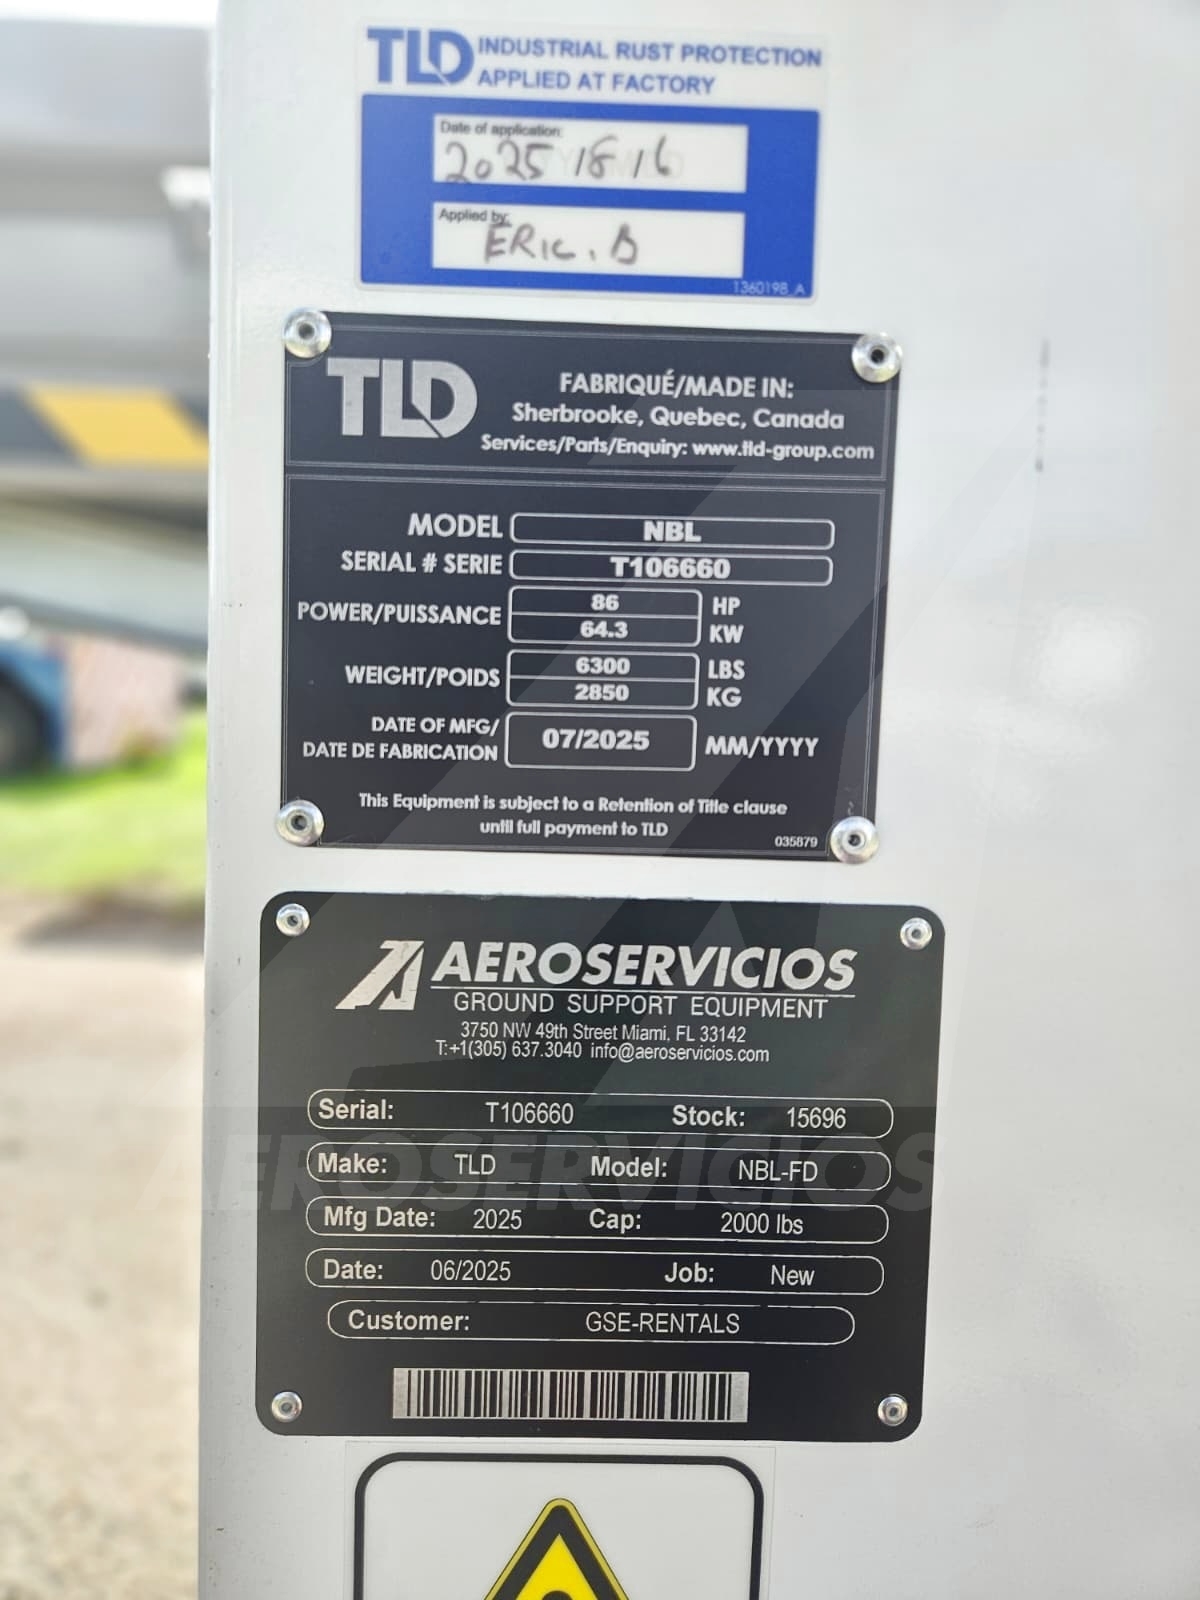 TLD INDUSTRIAL RUST PROTECTION
APPLIED AT FACTORY
Date of application:
2025/8/6
Applied by:
ERIC. B
1360198_A
TLD
FABRIQUÉ/MADE IN:
Sherbrooke, Quebec, Canada
Services/Parts/Enquiry: www.tld-group.com
MODEL NBL
SERIAL # SERIE T106660
POWER/PUISSANCE 86 HP
64.3 KW
WEIGHT/POIDS 6300 LBS
2850 KG
DATE OF MFG/
DATE DE FABRICATION 07/2025 MM/YYYY
This Equipment is subject to a Retention of Title clause
until full payment to TLD
035879
AEROSERVICIOS
GROUND SUPPORT EQUIPMENT
3750 NW 49th Street Miami, FL 33142
T:+1(305) 637.3040 info@aeroservicios.com
Serial: T106660 Stock: 15696
Make: TLD Model: NBL-FD
AEROSERVICIOS
Mfg Date: 2025 Cap: 2000 lbs
Date: 06/2025 Job: New
Customer: GSE-RENTALS